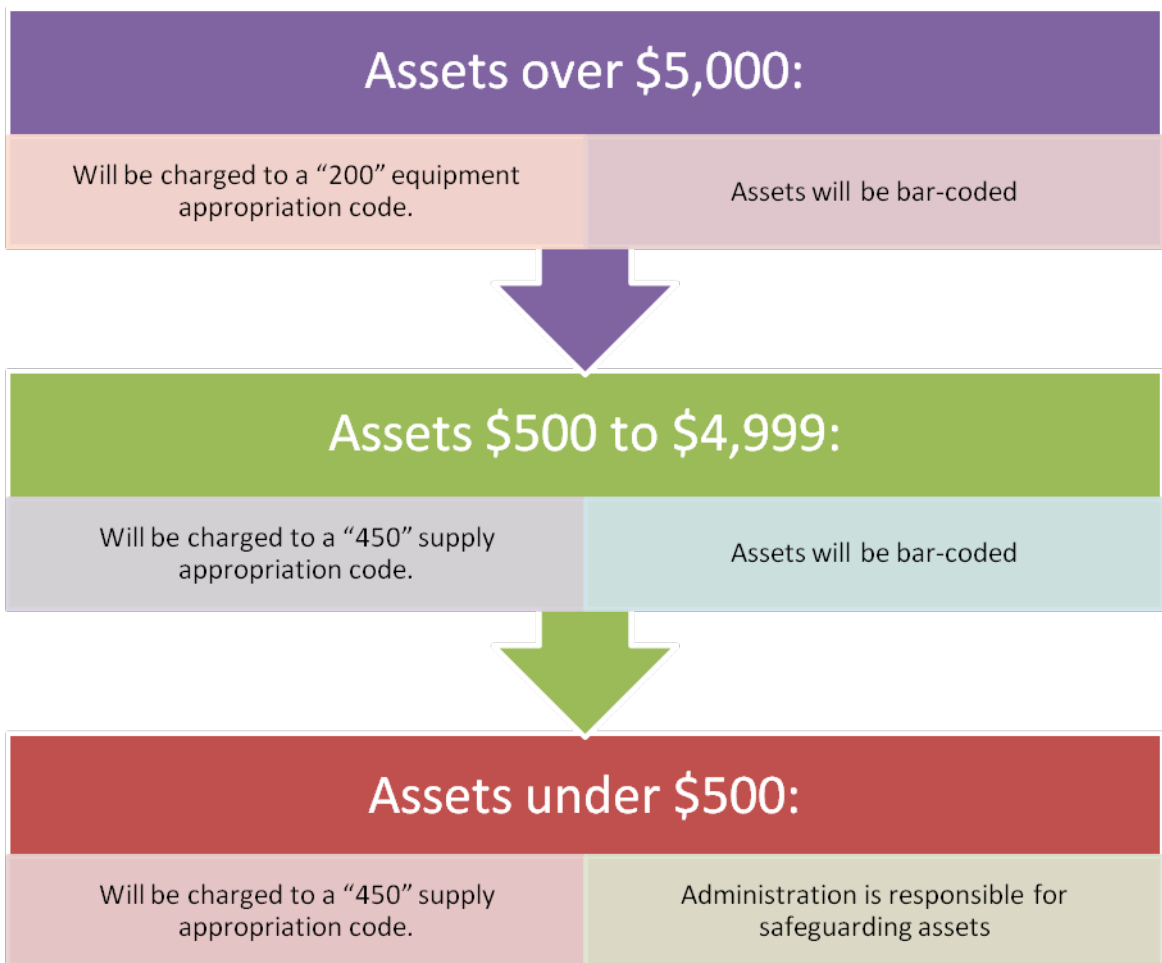 Assets over $5,000:
Will be charged to a “200” equipment
appropriation code.
Assets will be bar-coded
Assets $500 to $4,999:
Will be charged to a “450” supply
appropriation code.
Assets will be bar-coded
Assets under $500:
Will be charged to a “450” supply
appropriation code.
Administration is responsible for
safeguarding assets